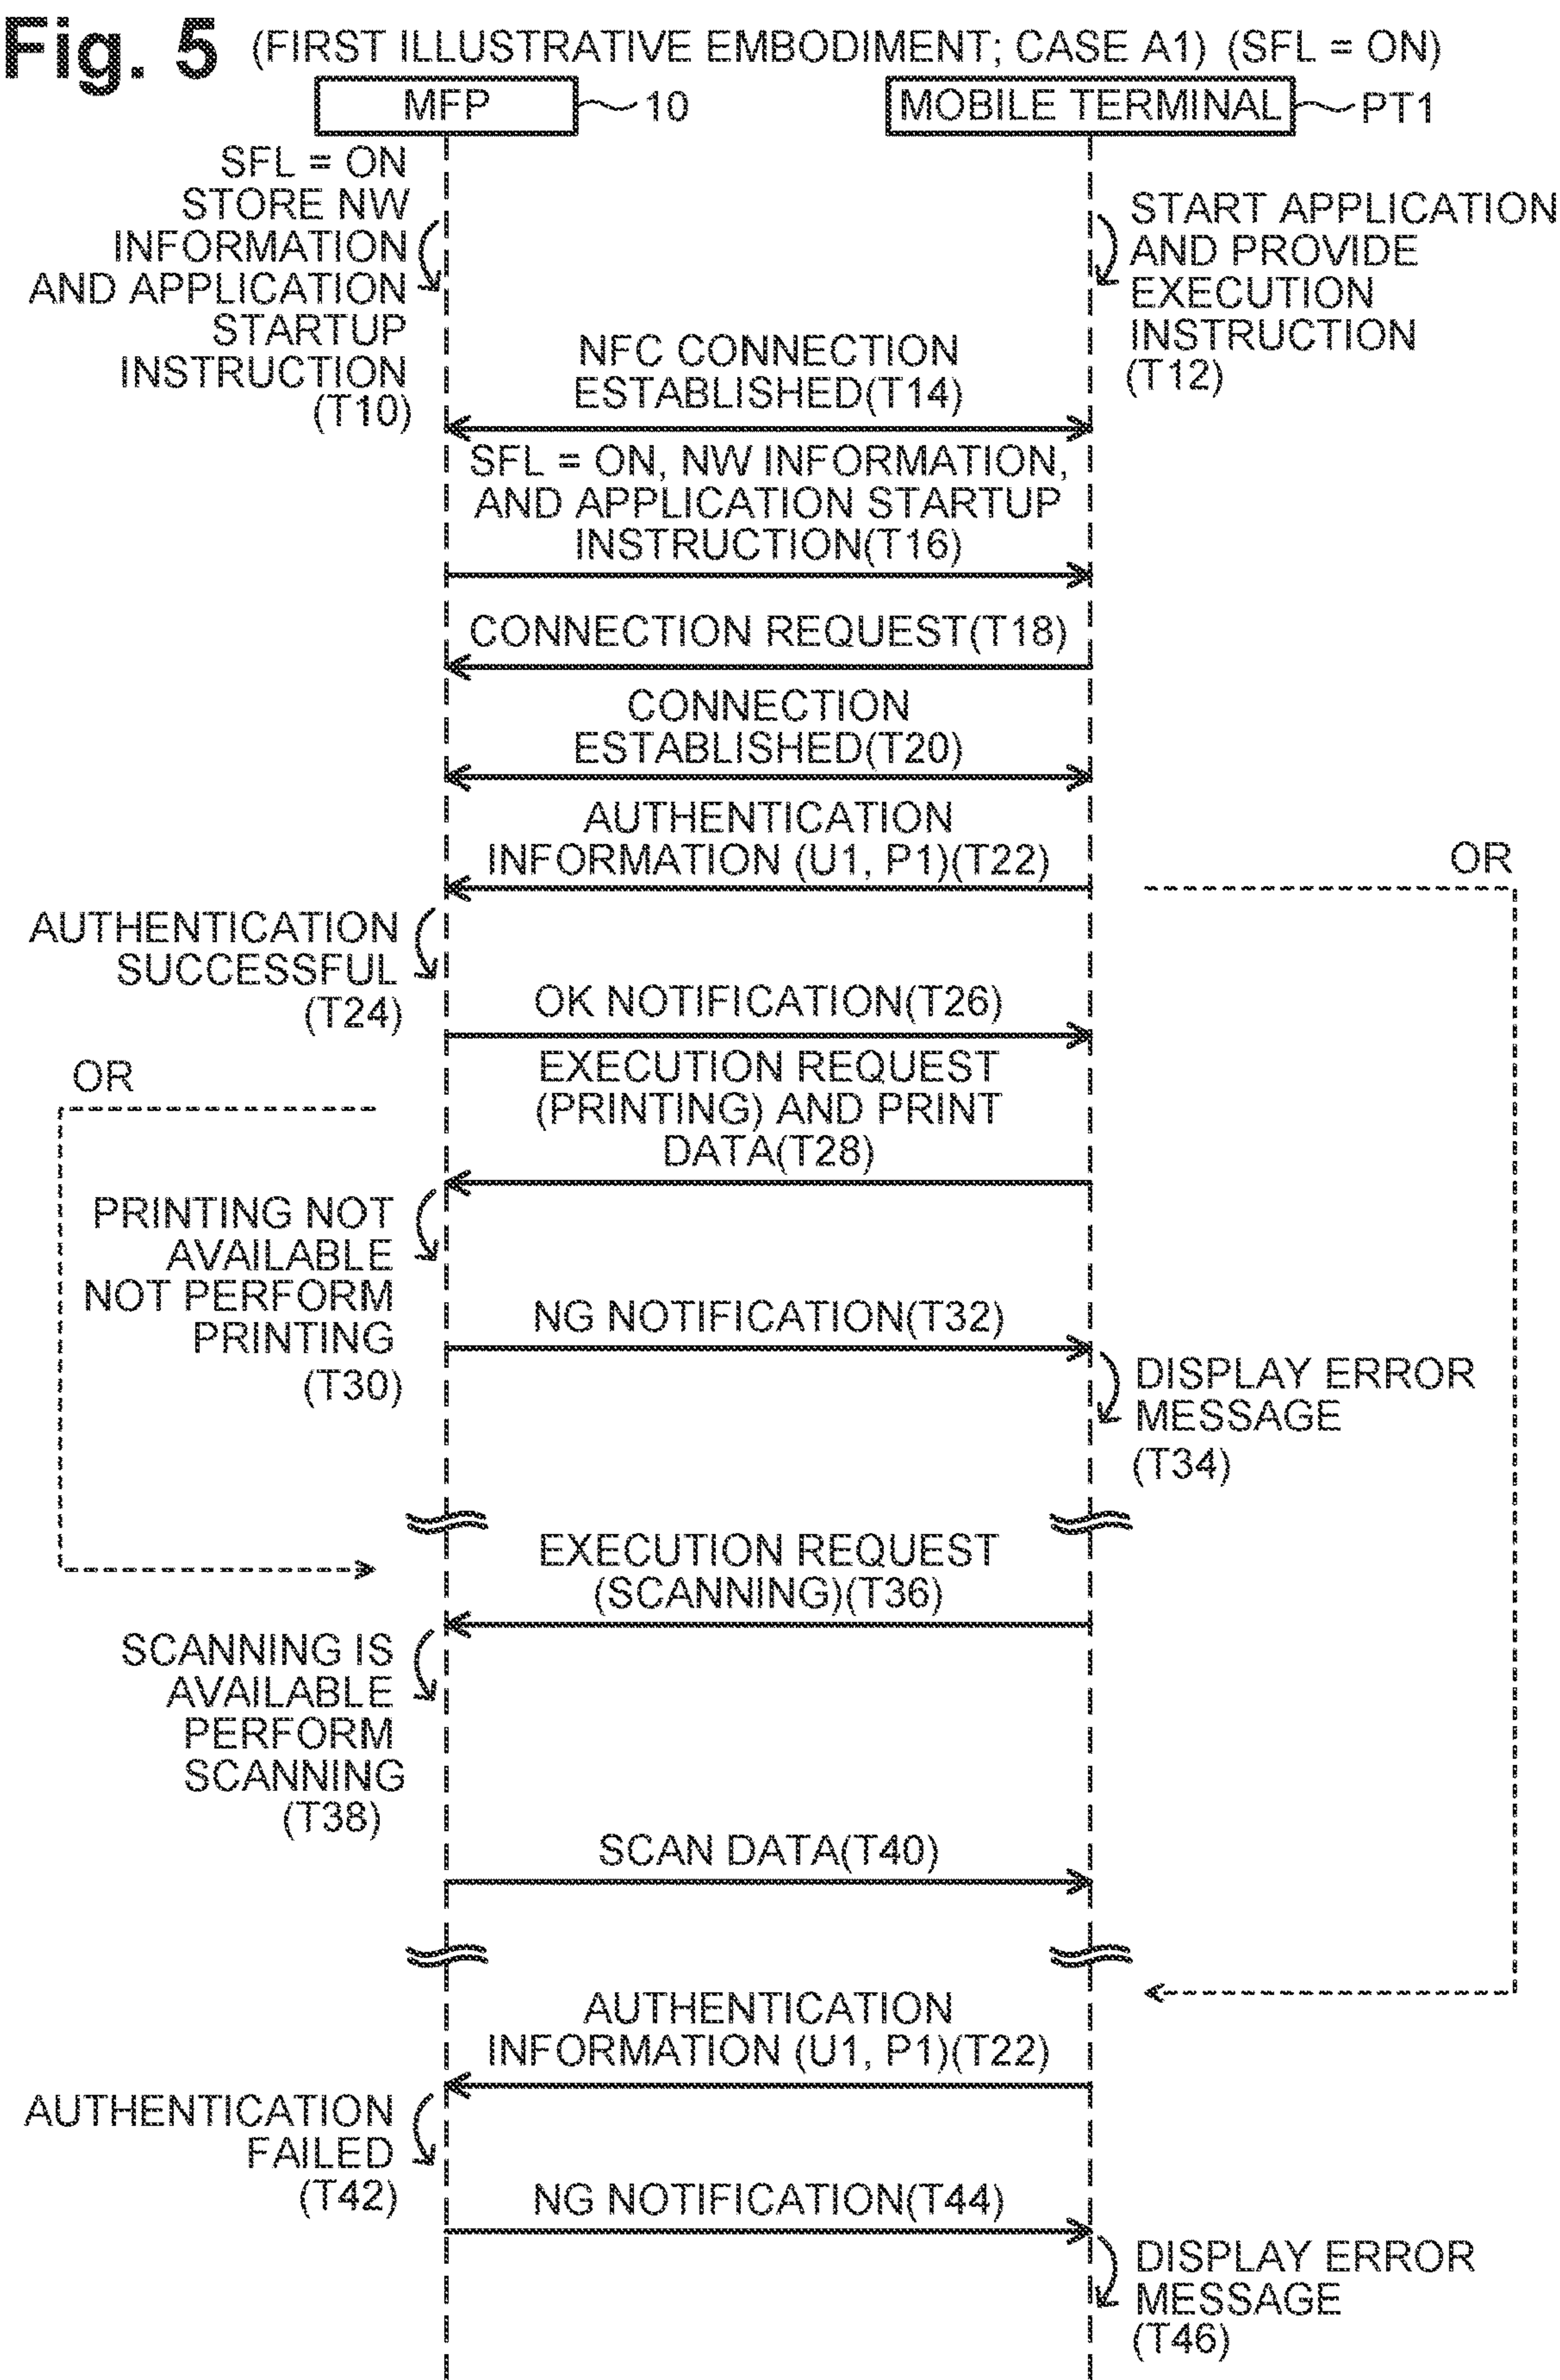 Fig. 5 (FIRST ILLUSTRATIVE EMBODIMENT; CASE A1) (SFL = ON)
MFP 10
MOBILE TERMINAL PT1
SFL = ON
STORE NW
INFORMATION
AND APPLICATION
STARTUP
INSTRUCTION
(T10)
START APPLICATION
AND PROVIDE
EXECUTION
INSTRUCTION
(T12)
NFC CONNECTION
ESTABLISHED(T14)
SFL = ON, NW INFORMATION,
AND APPLICATION STARTUP
INSTRUCTION(T16)
CONNECTION REQUEST(T18)
CONNECTION
ESTABLISHED(T20)
AUTHENTICATION
INFORMATION (U1, P1)(T22)
OR
AUTHENTICATION
SUCCESSFUL
(T24)
OK NOTIFICATION(T26)
OR
EXECUTION REQUEST
(PRINTING) AND PRINT
DATA(T28)
PRINTING NOT
AVAILABLE
NOT PERFORM
PRINTING
(T30)
NG NOTIFICATION(T32)
DISPLAY ERROR
MESSAGE
(T34)
EXECUTION REQUEST
(SCANNING)(T36)
SCANNING IS
AVAILABLE
PERFORM
SCANNING
(T38)
SCAN DATA(T40)
AUTHENTICATION
INFORMATION (U1, P1)(T22)
AUTHENTICATION
FAILED
(T42)
NG NOTIFICATION(T44)
DISPLAY ERROR
MESSAGE
(T46)